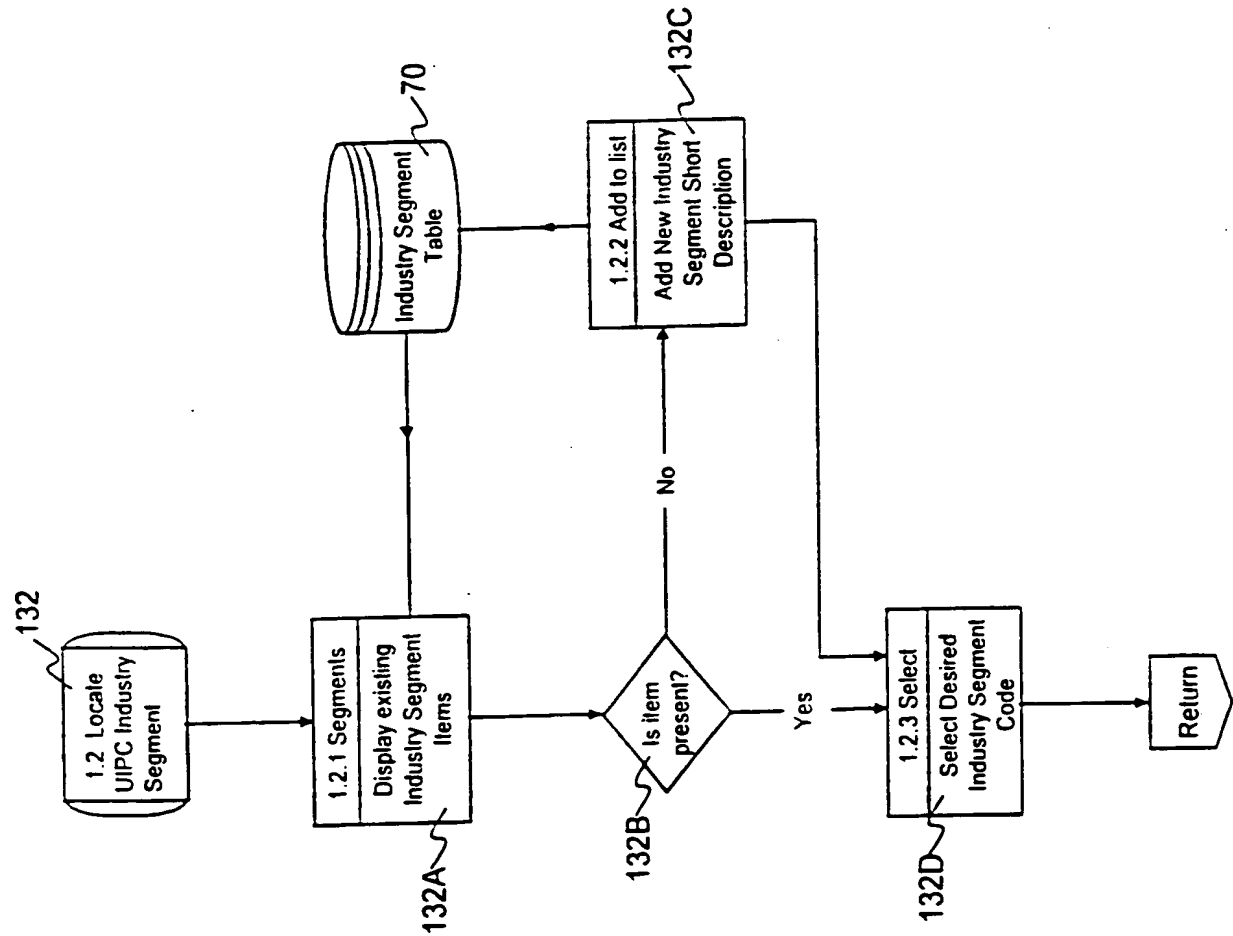 132
1.2 Locate
UIPC Industry
Segment
1.2.1 Segments
Display existing
Industry Segment
Items
132A
70
Industry Segment
Table
Is item
present?
132B
No
1.2.2 Add to list
Add New Industry
Segment Short
Description
132C
Yes
1.2.3 Select
Select Desired
Industry Segment
Code
132D
Return